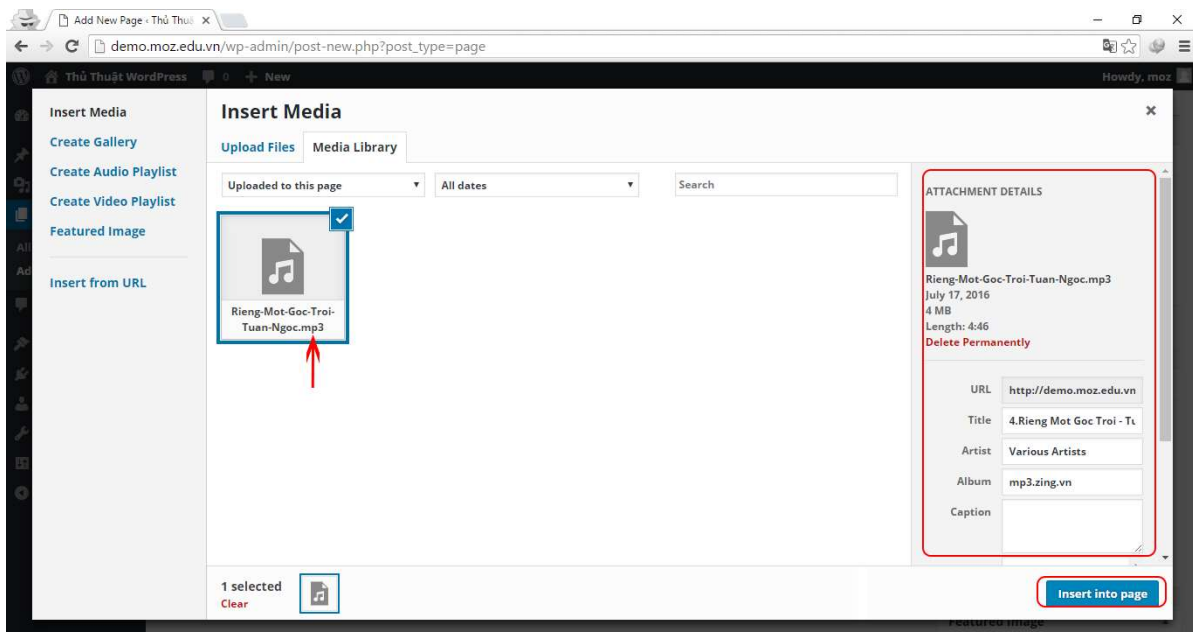 Add New Page ‹ Thủ Thuậ
demo.moz.edu.vn/wp-admin/post-new.php?post_type=page
Thủ Thuật WordPress 0 + New Howdy, moz
Insert Media
Create Gallery
Create Audio Playlist
Create Video Playlist
Featured Image
Insert from URL
All
Ad
Insert Media
Upload Files Media Library
Uploaded to this page All dates Search
Rieng-Mot-Goc-Troi-
Tuan-Ngoc.mp3
ATTACHMENT DETAILS
Rieng-Mot-Goc-Troi-Tuan-Ngoc.mp3
July 17, 2016
4 MB
Length: 4:46
Delete Permanently
URL http://demo.moz.edu.vn
Title 4.Rieng Mot Goc Troi - Tu
Artist Various Artists
Album mp3.zing.vn
Caption
1 selected
Clear
Insert into page
Featured Image